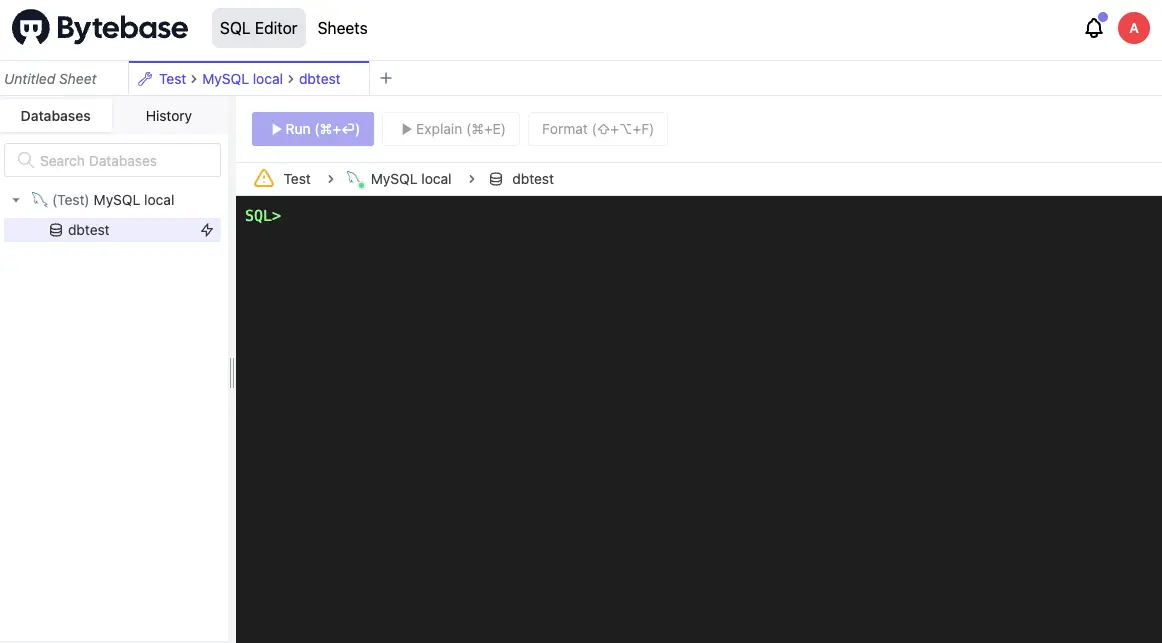 Bytebase SQL Editor Sheets A
Untitled Sheet Test > MySQL local > dbtest +
Databases History
Run (⌘+⏎) Explain (⌘+E) Format (⇧+⌥+F)
Search Databases
Test > MySQL local > dbtest
(Test) MySQL local
SQL>
dbtest